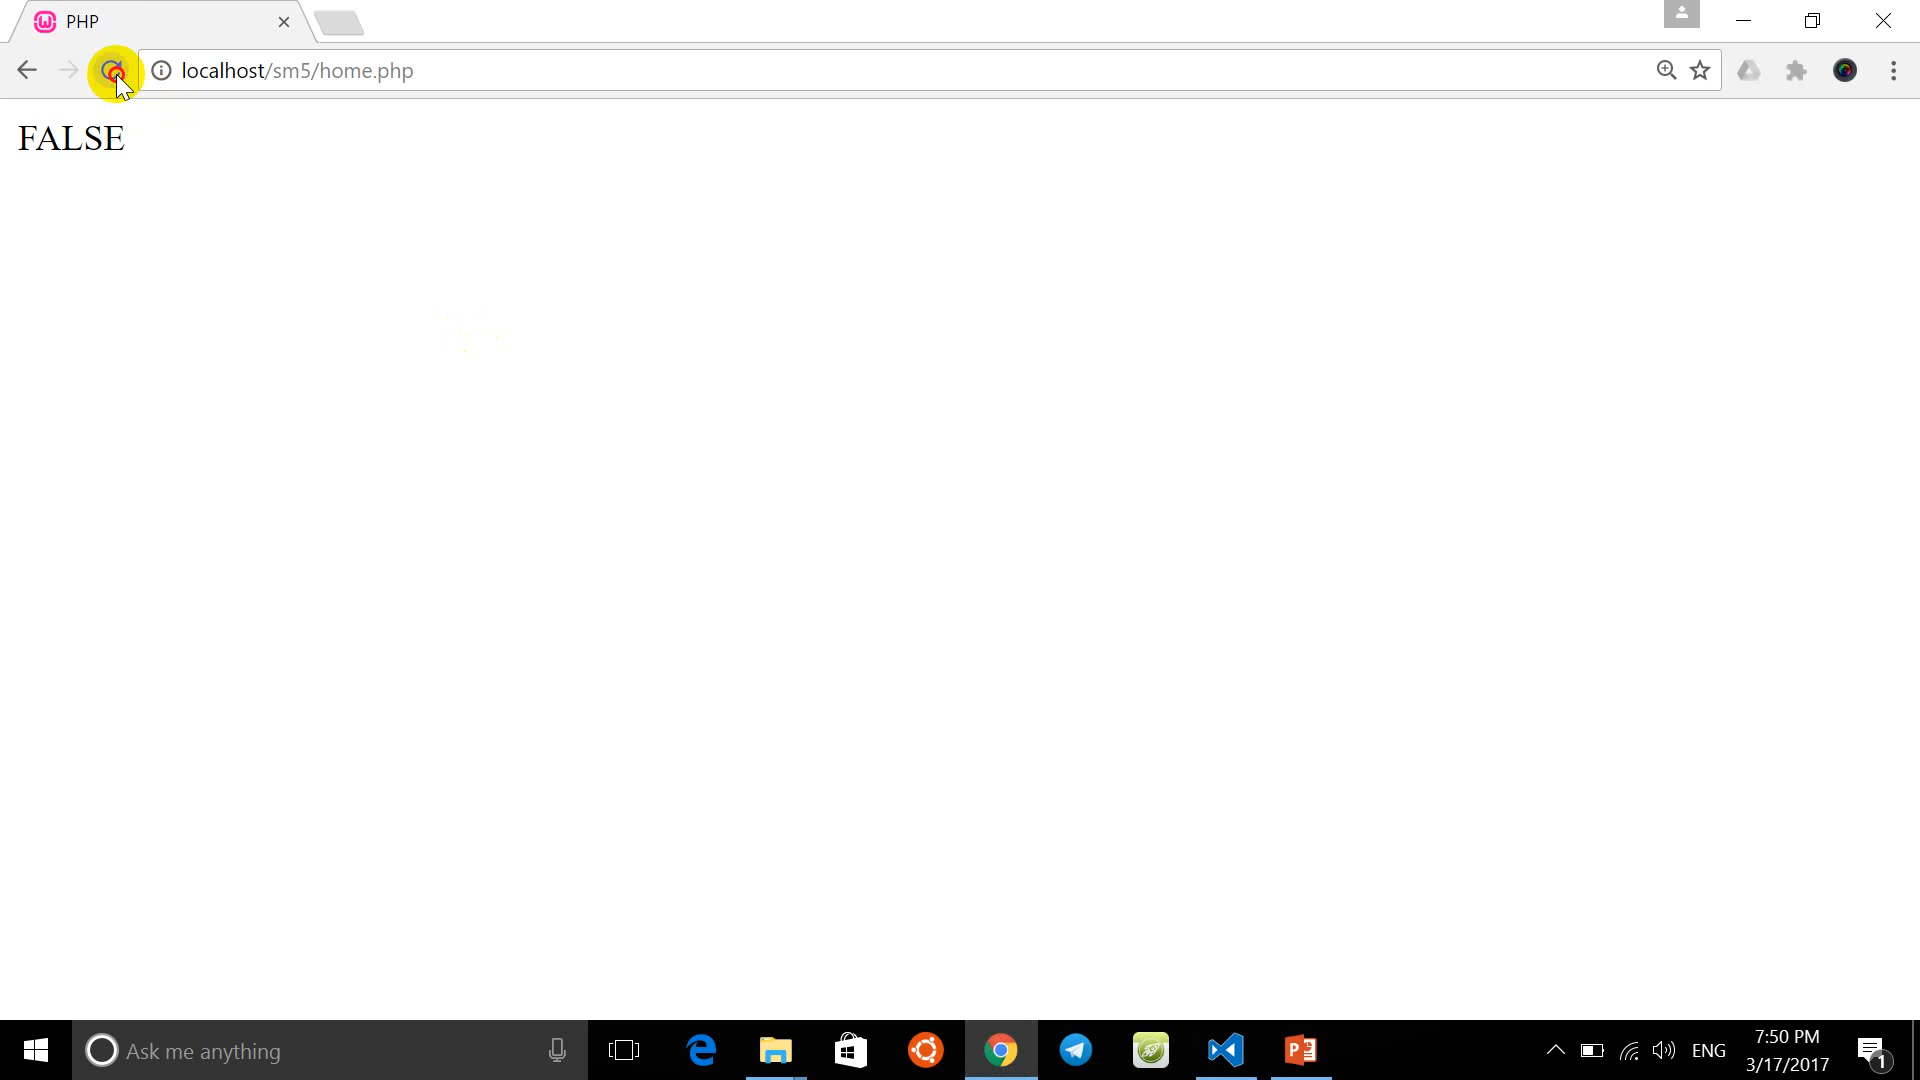 PHP
localhost/sm5/home.php
FALSE
Ask me anything
ENG
7:50 PM
3/17/2017
1